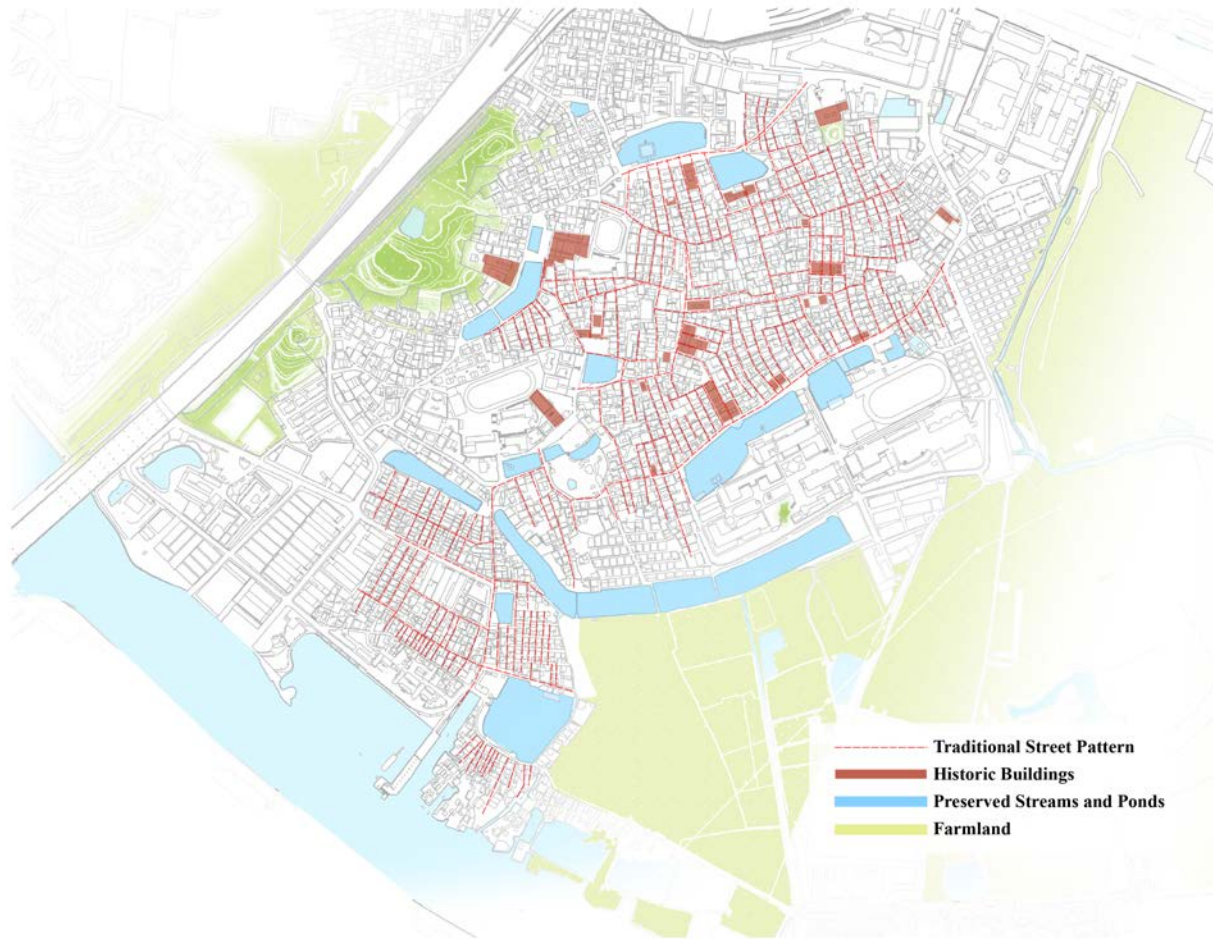 Traditional Street Pattern
Historic Buildings
Preserved Streams and Ponds
Farmland